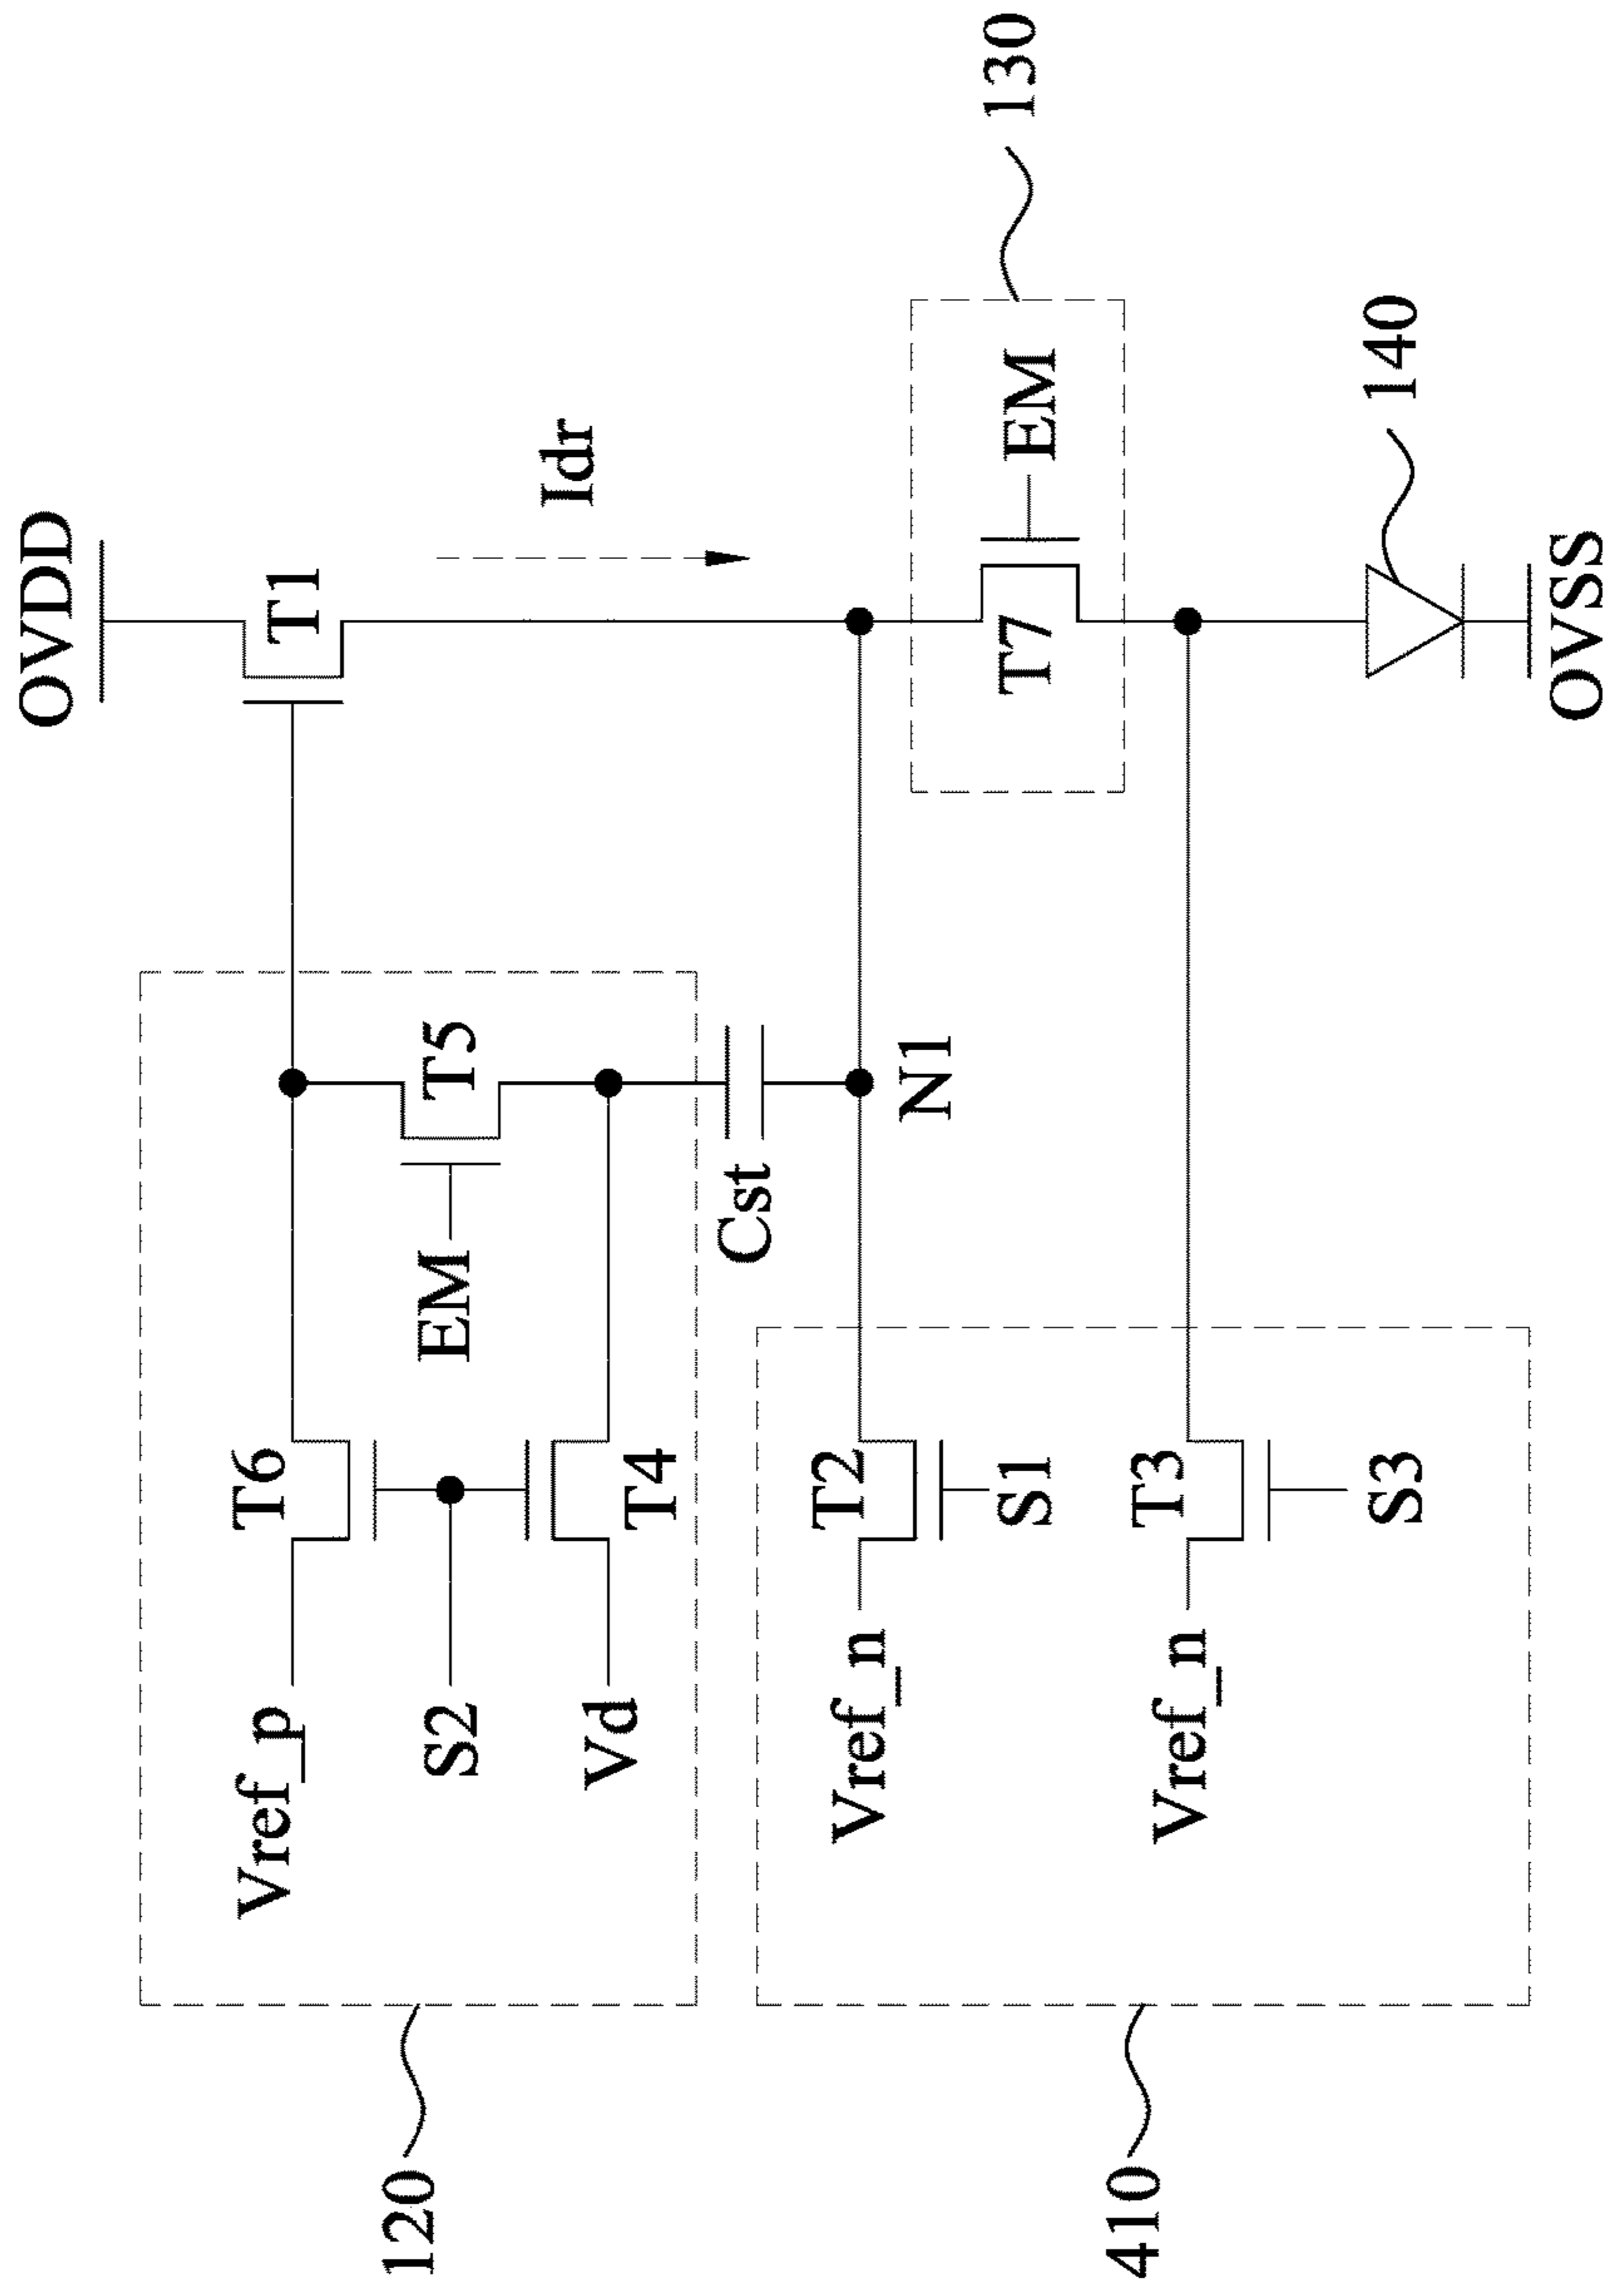 OVDD
T1
Idr
130
EM
T7
140
OVSS
T5
EM
Cst
N1
T6
T4
Vref_p
S2
Vd
T2
S1
Vref_n
T3
S3
Vref_n
120
410